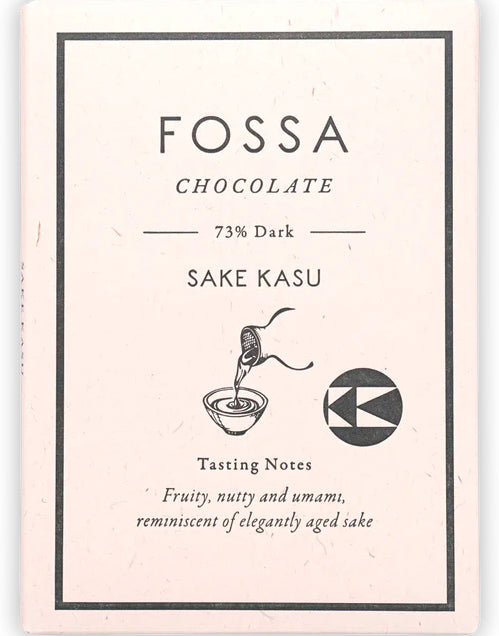 FOSSA
CHOCOLATE
73% Dark
SAKE KASU
Tasting Notes
Fruity, nutty and umami,
reminiscent of elegantly aged sake